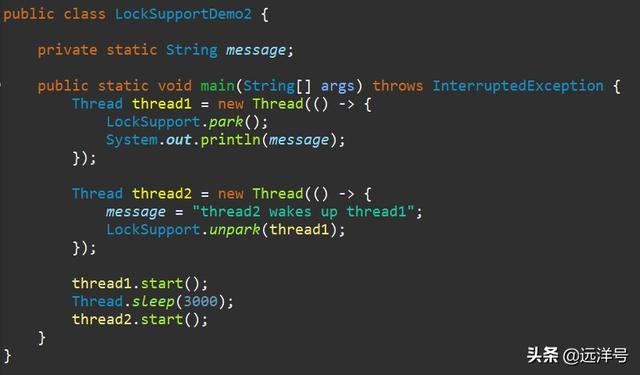 public class LockSupportDemo2 {
private static String message;
public static void main(String[] args) throws InterruptedException {
Thread thread1 = new Thread(() -> {
LockSupport.park();
System.out.println(message);
});
Thread thread2 = new Thread(() -> {
message = "thread2 wakes up thread1";
LockSupport.unpark(thread1);
});
thread1.start();
Thread.sleep(3000);
thread2.start();
}
}
头条 @远洋号